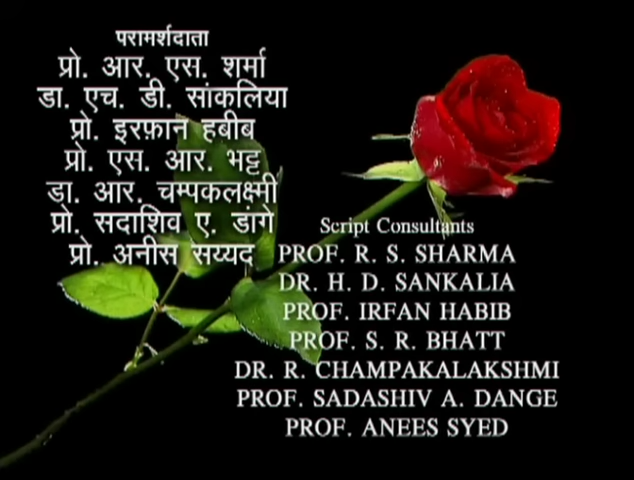 परामर्शदाता
प्रो. आर. एस. शर्मा
डा. एच. डी. सांकलिया
प्रो. इरफ़ान हबीब
प्रो. एस. आर. भट्ट
डा. आर. चम्पकलक्ष्मी
प्रो. सदाशिव ए. डांगे
प्रो. अनीस सय्यद
Script Consultants
PROF. R. S. SHARMA
DR. H. D. SANKALIA
PROF. IRFAN HABIB
PROF. S. R. BHATT
DR. R. CHAMPAKALAKSHMI
PROF. SADASHIV A. DANGE
PROF. ANEES SYED